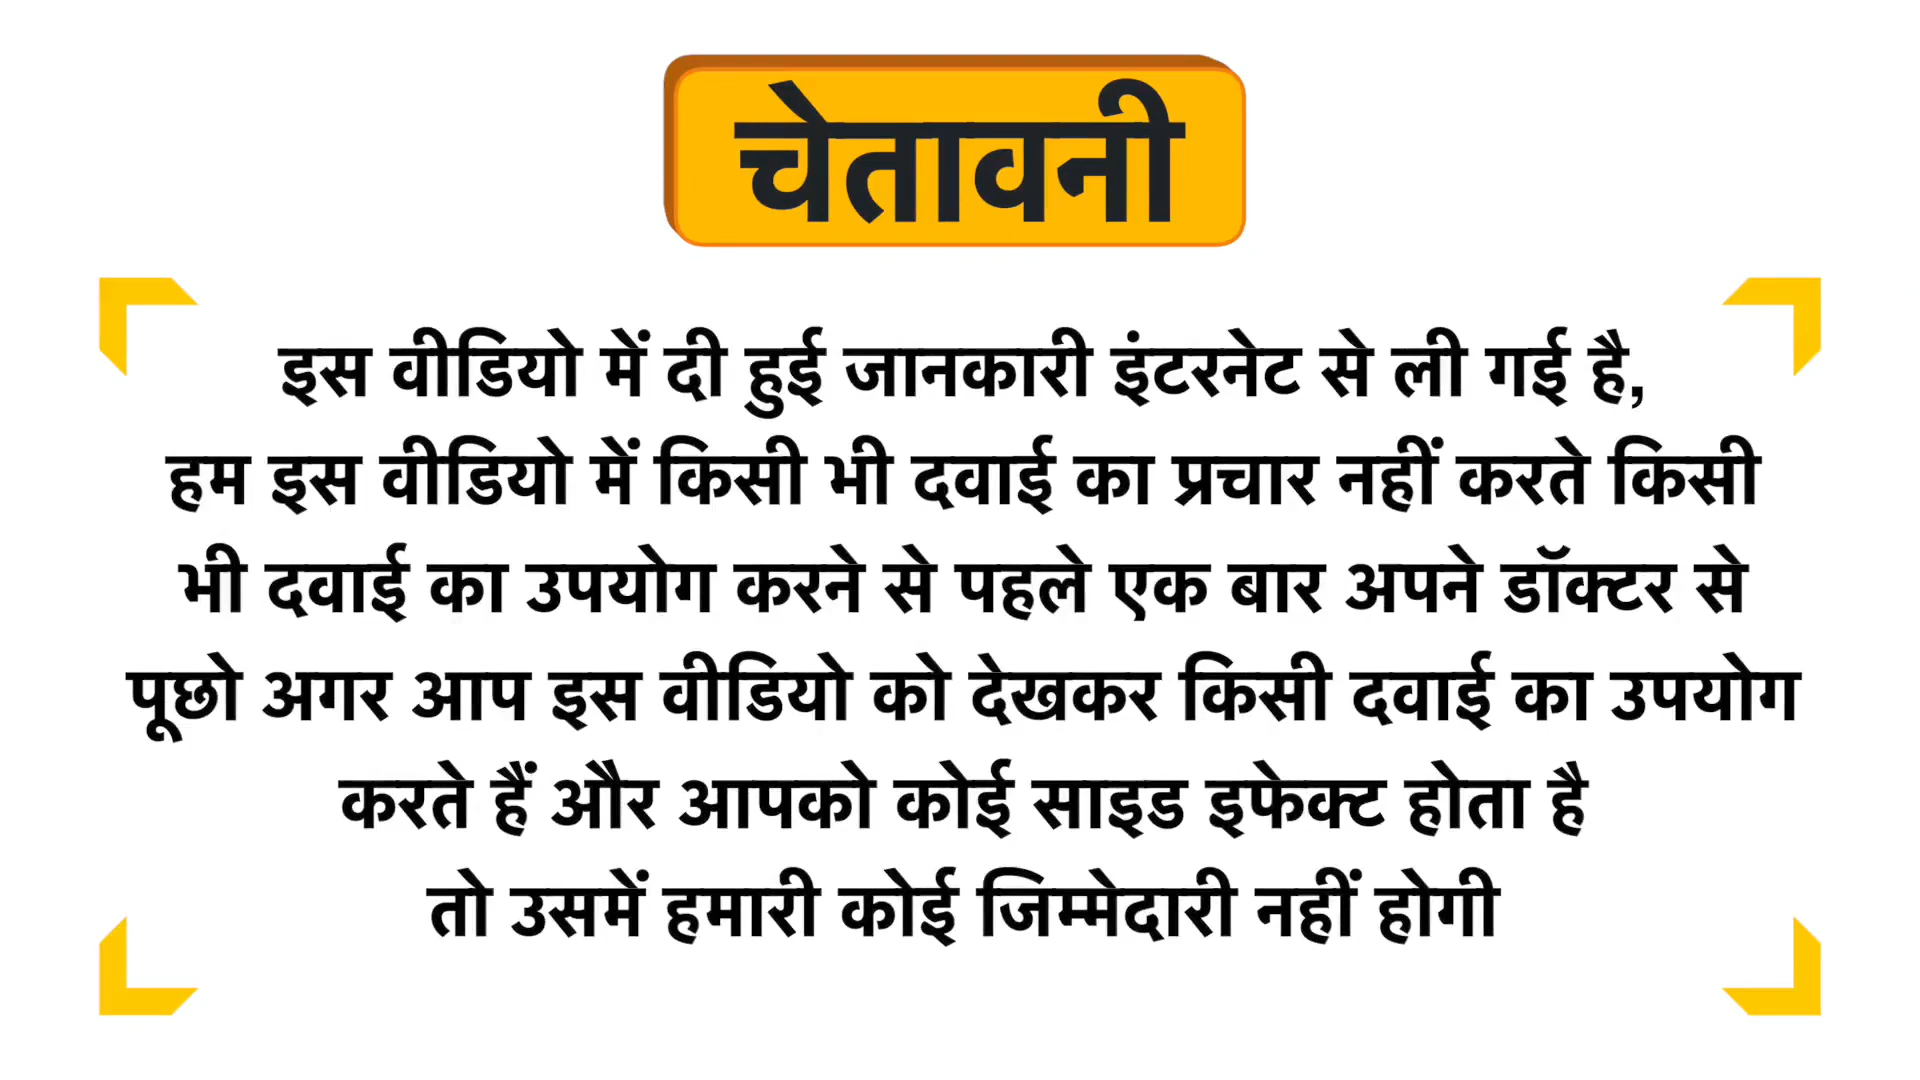 चेतावनी
इस वीडियो में दी हुई जानकारी इंटरनेट से ली गई है,
हम इस वीडियो में किसी भी दवाई का प्रचार नहीं करते किसी
भी दवाई का उपयोग करने से पहले एक बार अपने डॉक्टर से
पूछो अगर आप इस वीडियो को देखकर किसी दवाई का उपयोग
करते हैं और आपको कोई साइड इफेक्ट होता है
तो उसमें हमारी कोई जिम्मेदारी नहीं होगी